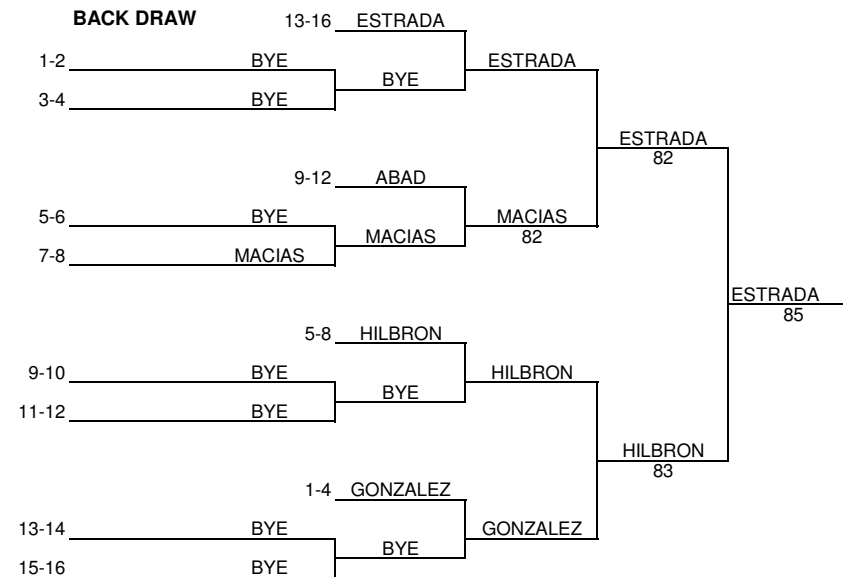 BACK DRAW
13-16 ESTRADA
1-2 BYE
ESTRADA
BYE
3-4 BYE
ESTRADA
82
9-12 ABAD
5-6 BYE
MACIAS
82
MACIAS
7-8 MACIAS
ESTRADA
85
5-8 HILBRON
9-10 BYE
HILBRON
BYE
11-12 BYE
HILBRON
83
1-4 GONZALEZ
13-14 BYE
GONZALEZ
BYE
15-16 BYE